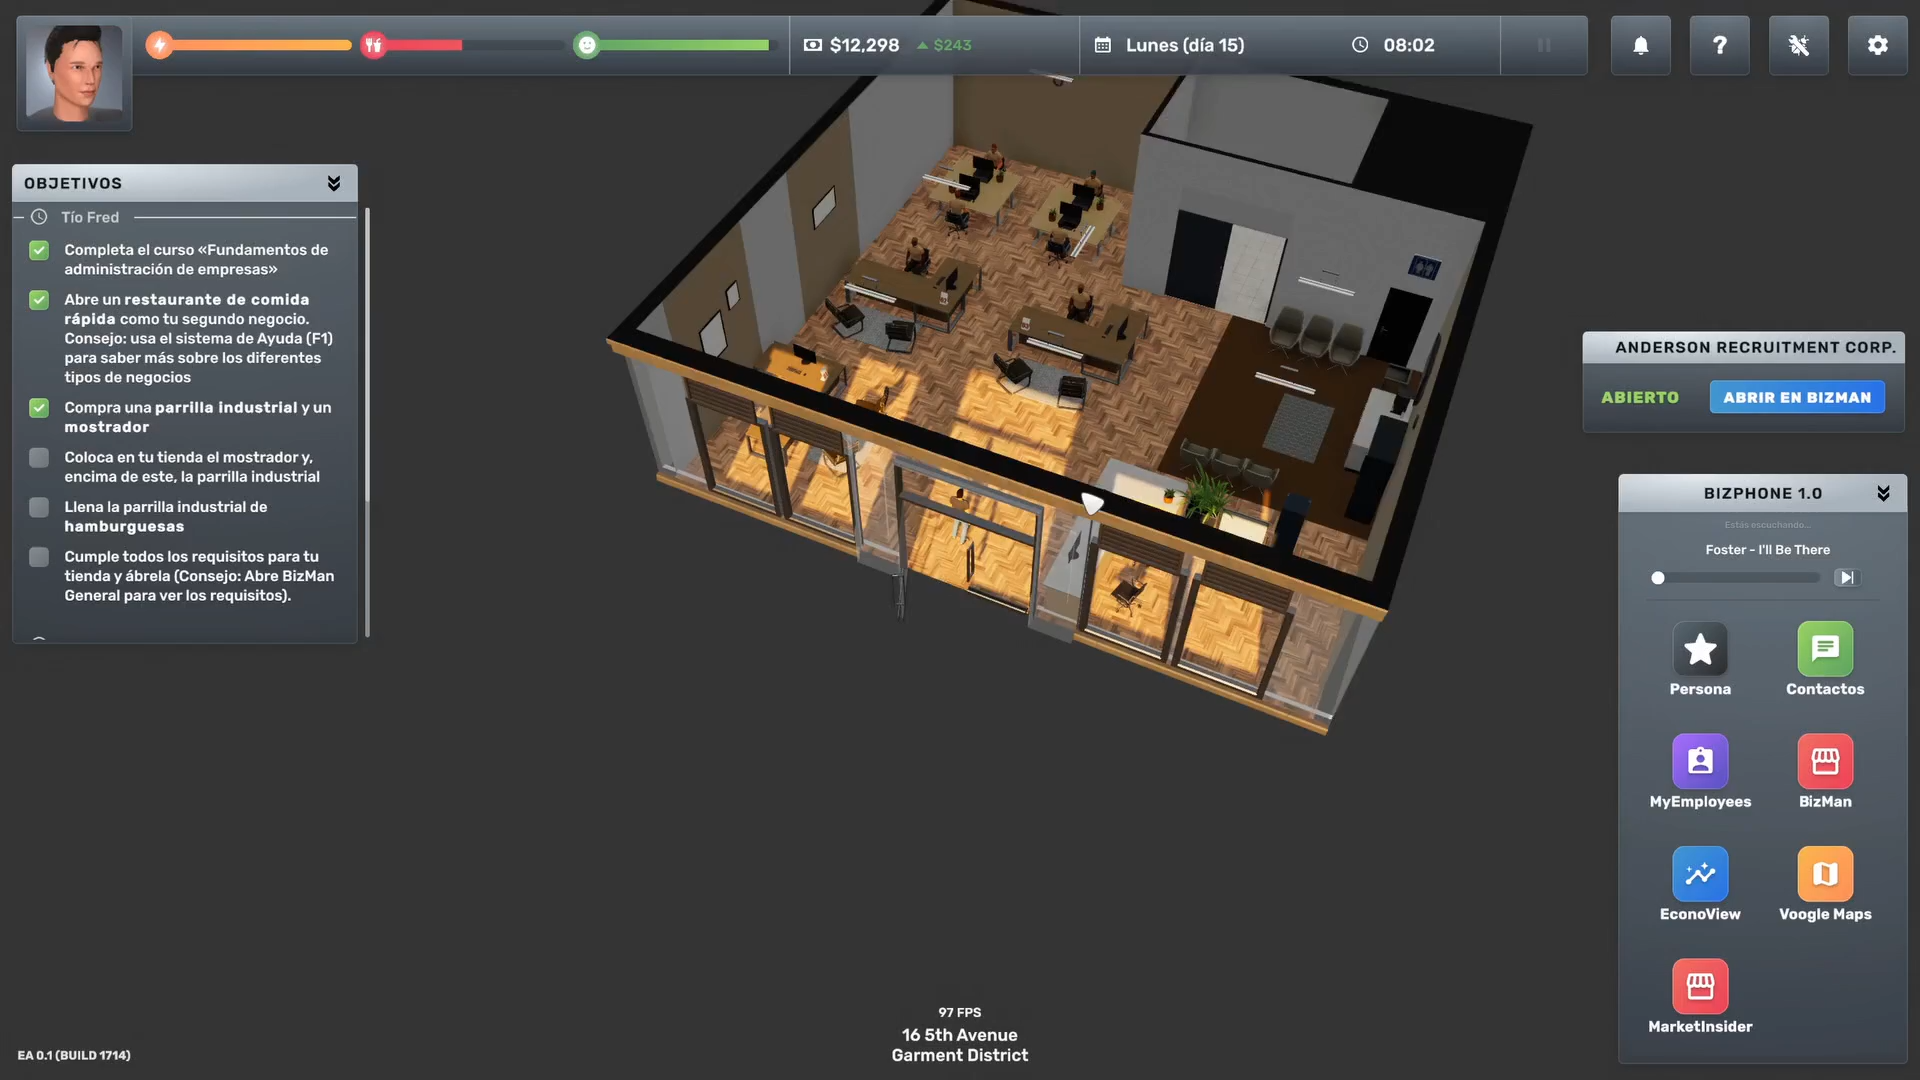 $12,298
$243
Lunes (día 15)
08:02
?
OBJETIVOS
Tío Fred
Completa el curso «Fundamentos de
administración de empresas»
Abre un restaurante de comida
rápida como tu segundo negocio.
Consejo: usa el sistema de Ayuda (F1)
para saber más sobre los diferentes
tipos de negocios
Compra una parrilla industrial y un
mostrador
Coloca en tu tienda el mostrador y,
encima de este, la parrilla industrial
Llena la parrilla industrial de
hamburguesas
Cumple todos los requisitos para tu
tienda y ábrela (Consejo: Abre BizMan
General para ver los requisitos).
ANDERSON RECRUITMENT CORP.
ABIERTO
ABRIR EN BIZMAN
BIZPHONE 1.0
Estás escuchando...
Foster - I'll Be There
Persona
Contactos
MyEmployees
BizMan
EconoView
Voogle Maps
MarketInsider
97 FPS
16 5th Avenue
Garment District
EA 0.1 (BUILD 1714)